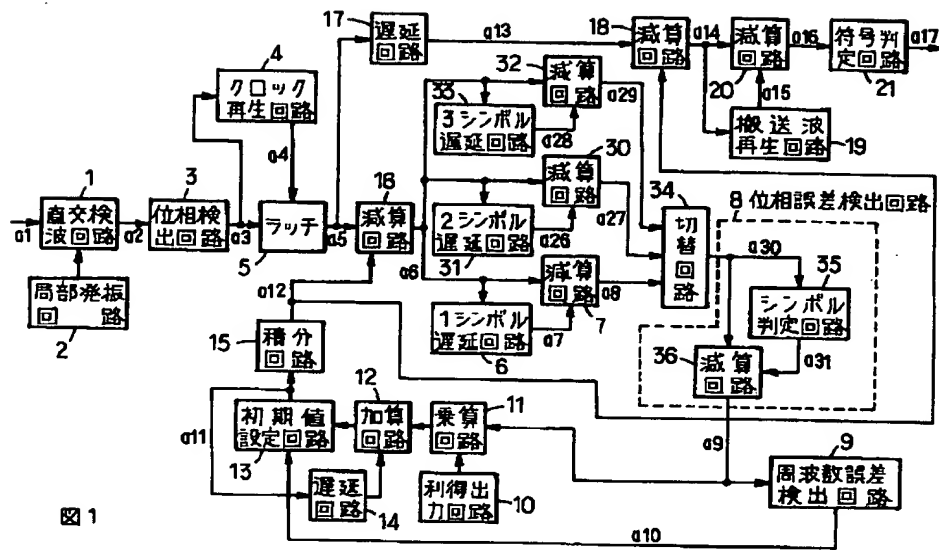 17
遅延
回路
a13
18
減算
回路
a14
減算
回路
20
a16
符号判
定回路
21
a17
a15
搬送波
再生回路
19
4
クロック
再生回路
a4
32
減算
回路
a29
33
3シンボル
遅延回路
a28
30
減算
回路
a27
2シンボル
遅延回路
31
a26
34
切
替
回
路
8 位相誤差検出回路
a1
1
直交検
波回路
a2
3
位相検
出回路
a3
ラッチ
5
a5
16
減算
回路
a6
局部発振
回路
2
a12
減算
回路
7
a8
1シンボル
遅延回路
6
a7
a30
35
シンボル
判定回路
a31
36
減算
回路
15
積分
回路
a11
初期値
設定回路
13
12
加算
回路
11
乗算
回路
a9
9
周波数誤差
検出回路
遅延
回路
14
利得出
力回路
10
a10
図1